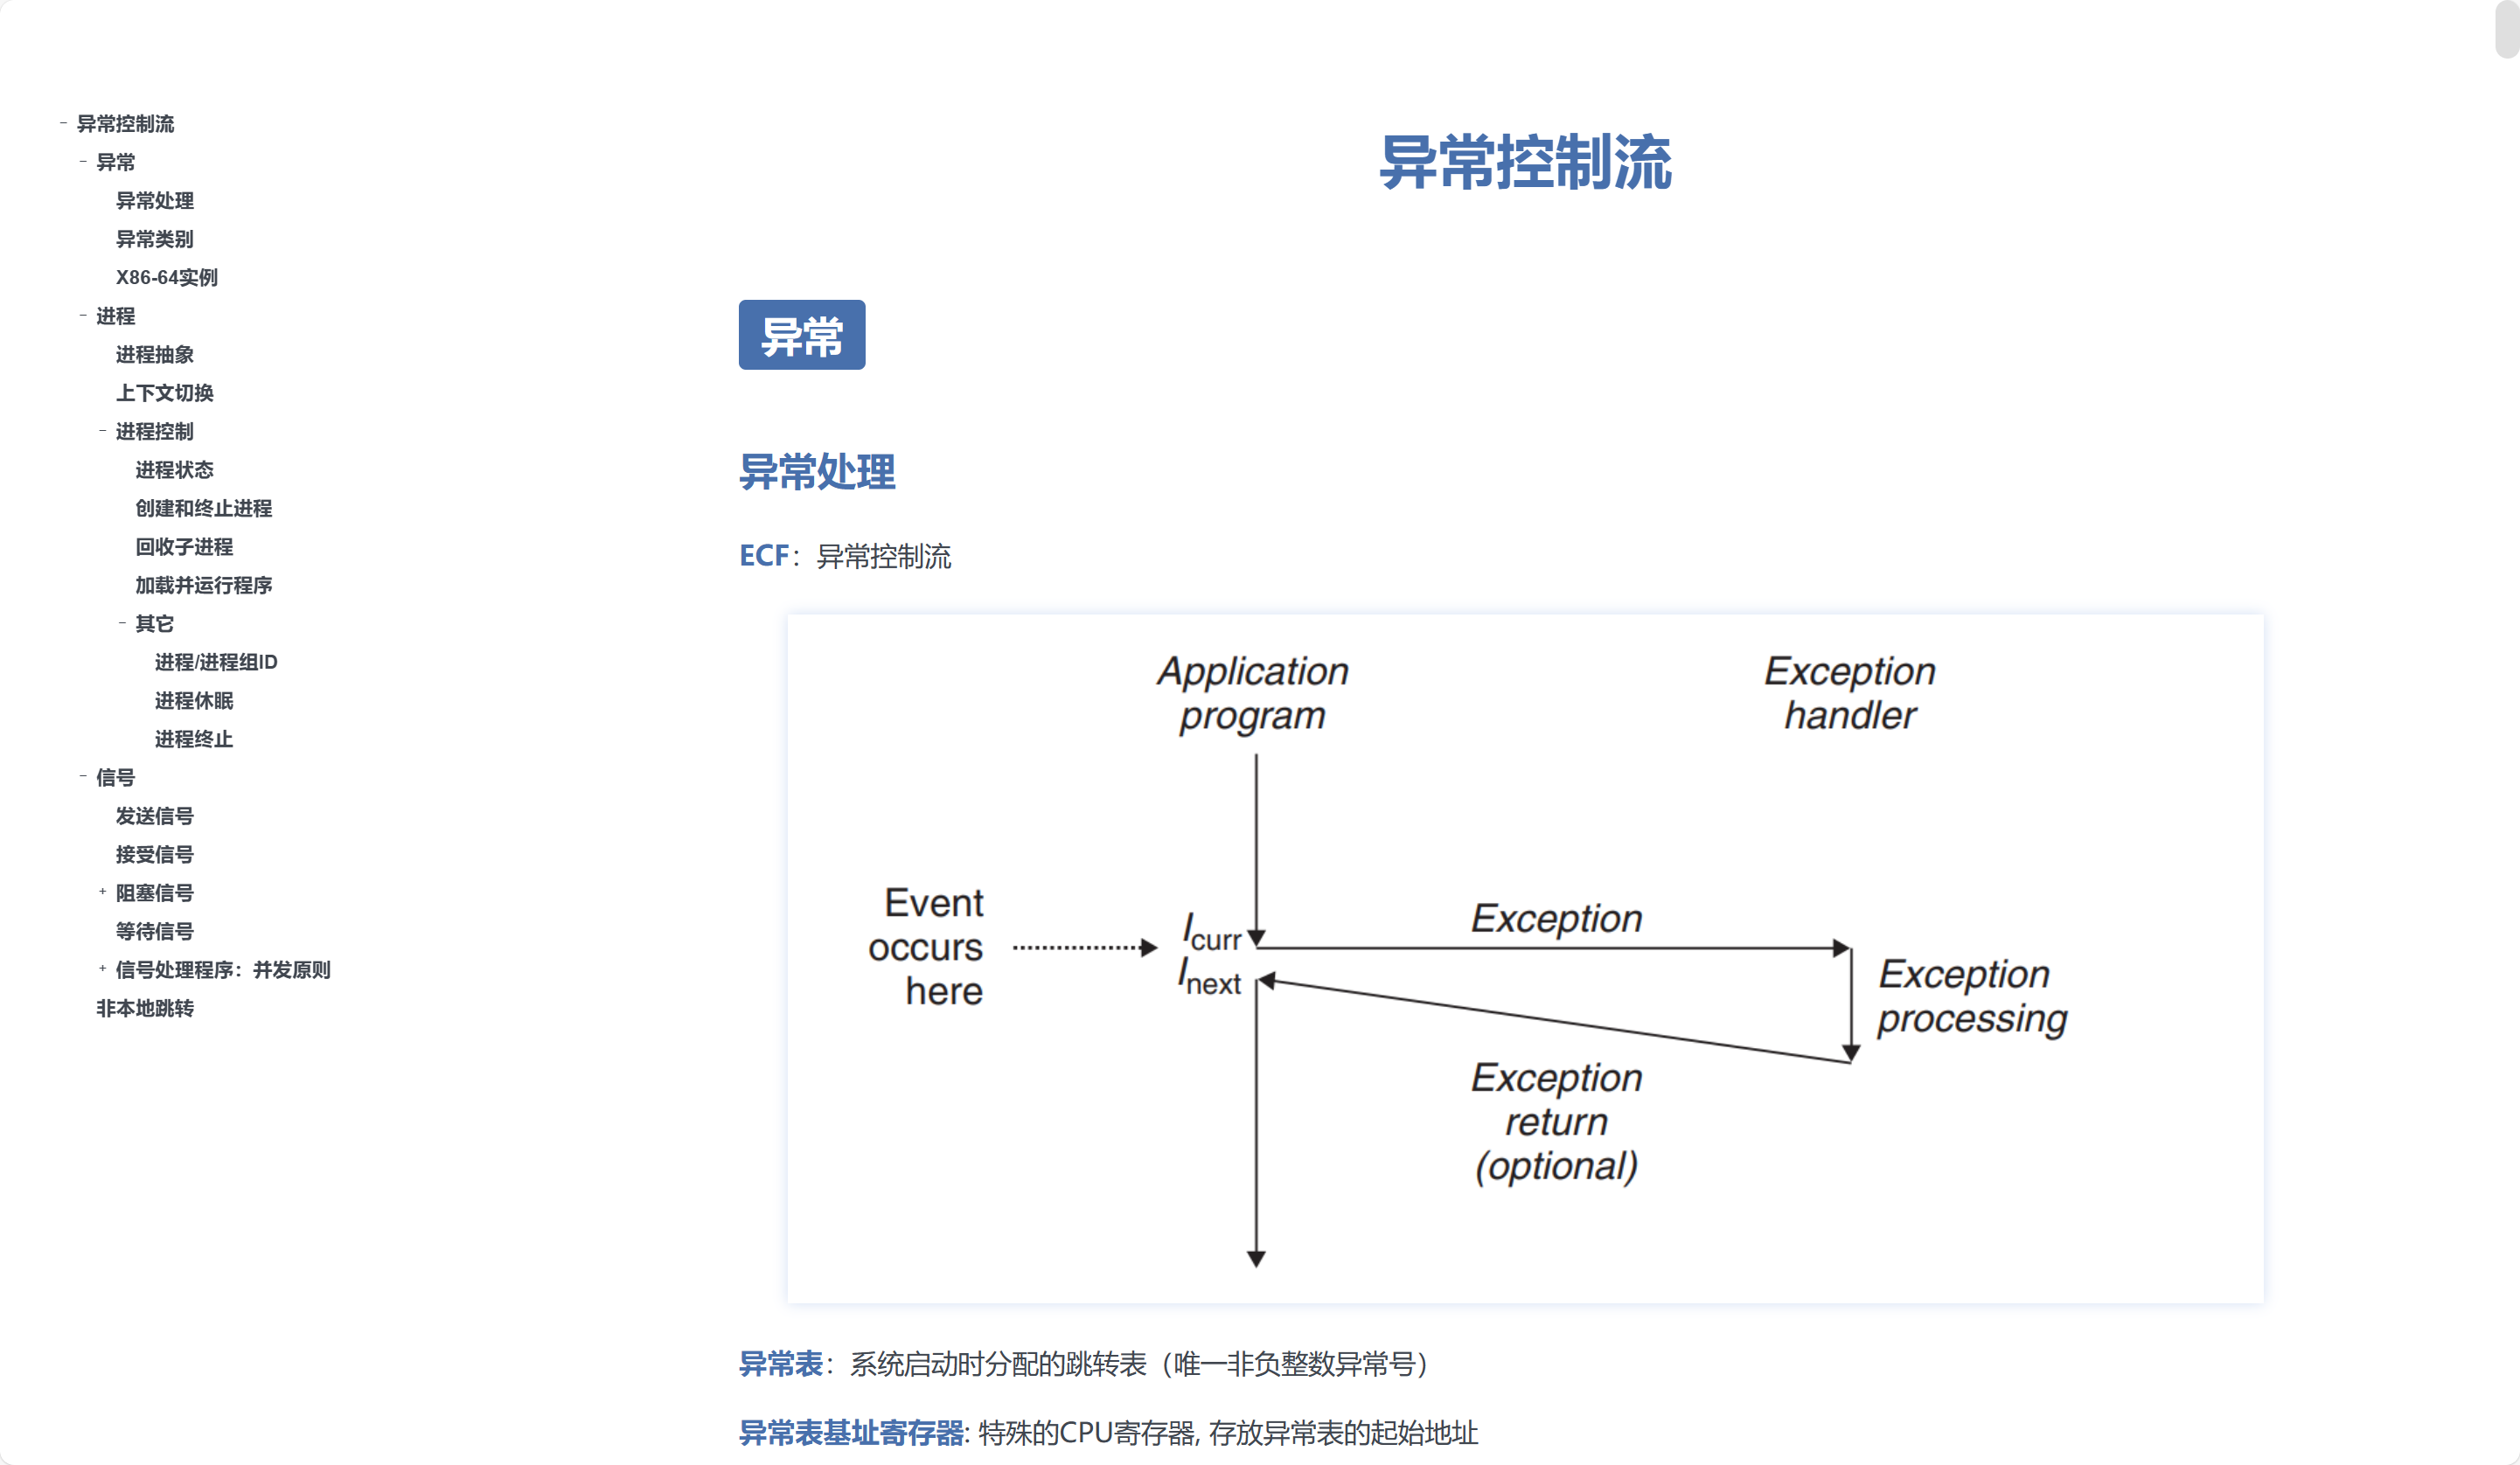 异常控制流
异常
异常处理
异常类别
X86-64实例
进程
进程抽象
上下文切换
进程控制
进程状态
创建和终止进程
回收子进程
加载并运行程序
其它
进程/进程组ID
进程休眠
进程终止
信号
发送信号
接受信号
阻塞信号
等待信号
信号处理程序：并发原则
非本地跳转
异常控制流
异常
异常处理
ECF：异常控制流
Application
program
Exception
handler
Event
occurs
here
Icurr
Inext
Exception
Exception
processing
Exception
return
(optional)
异常表：系统启动时分配的跳转表（唯一非负整数异常号）
异常表基址寄存器: 特殊的CPU寄存器, 存放异常表的起始地址